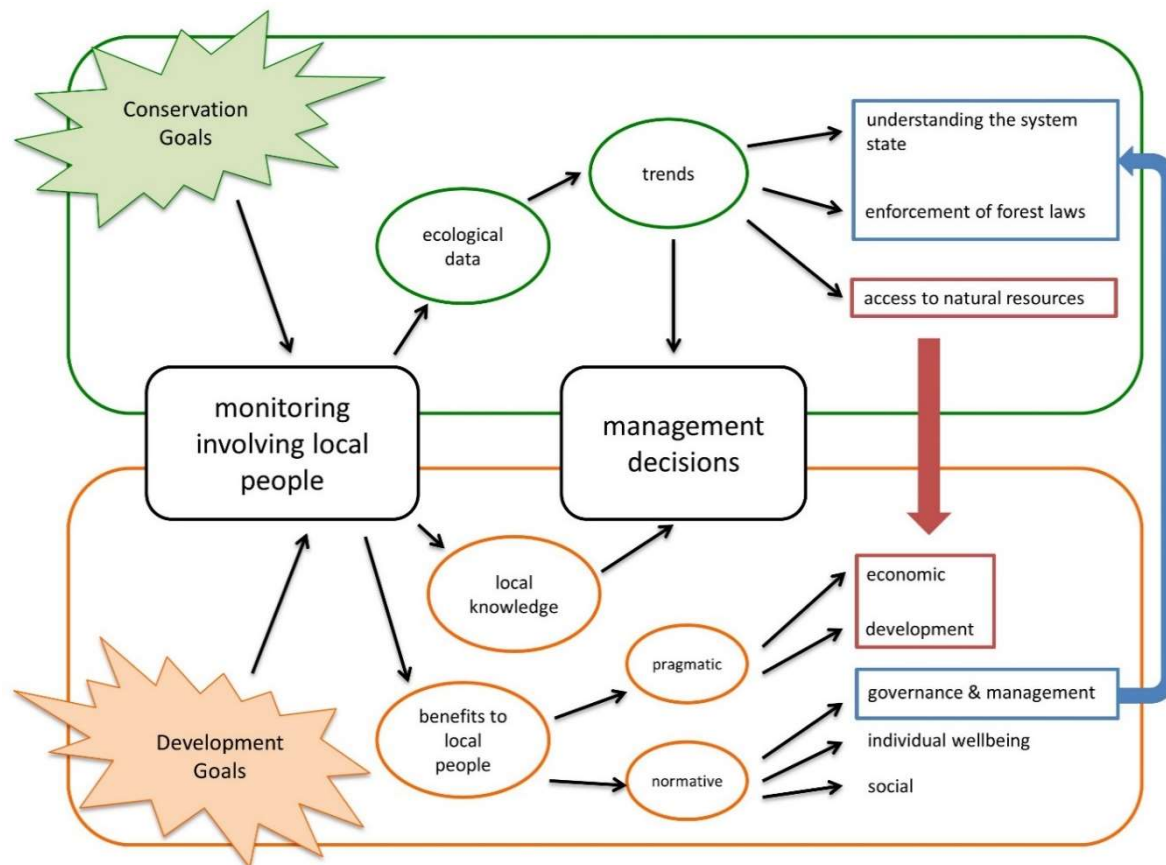 Conservation
Goals
understanding the system
state
trends
enforcement of forest laws
ecological
data
access to natural resources
monitoring
involving local
people
management
decisions
local
knowledge
economic
development
pragmatic
governance & management
benefits to
local
people
individual wellbeing
Development
Goals
normative
social